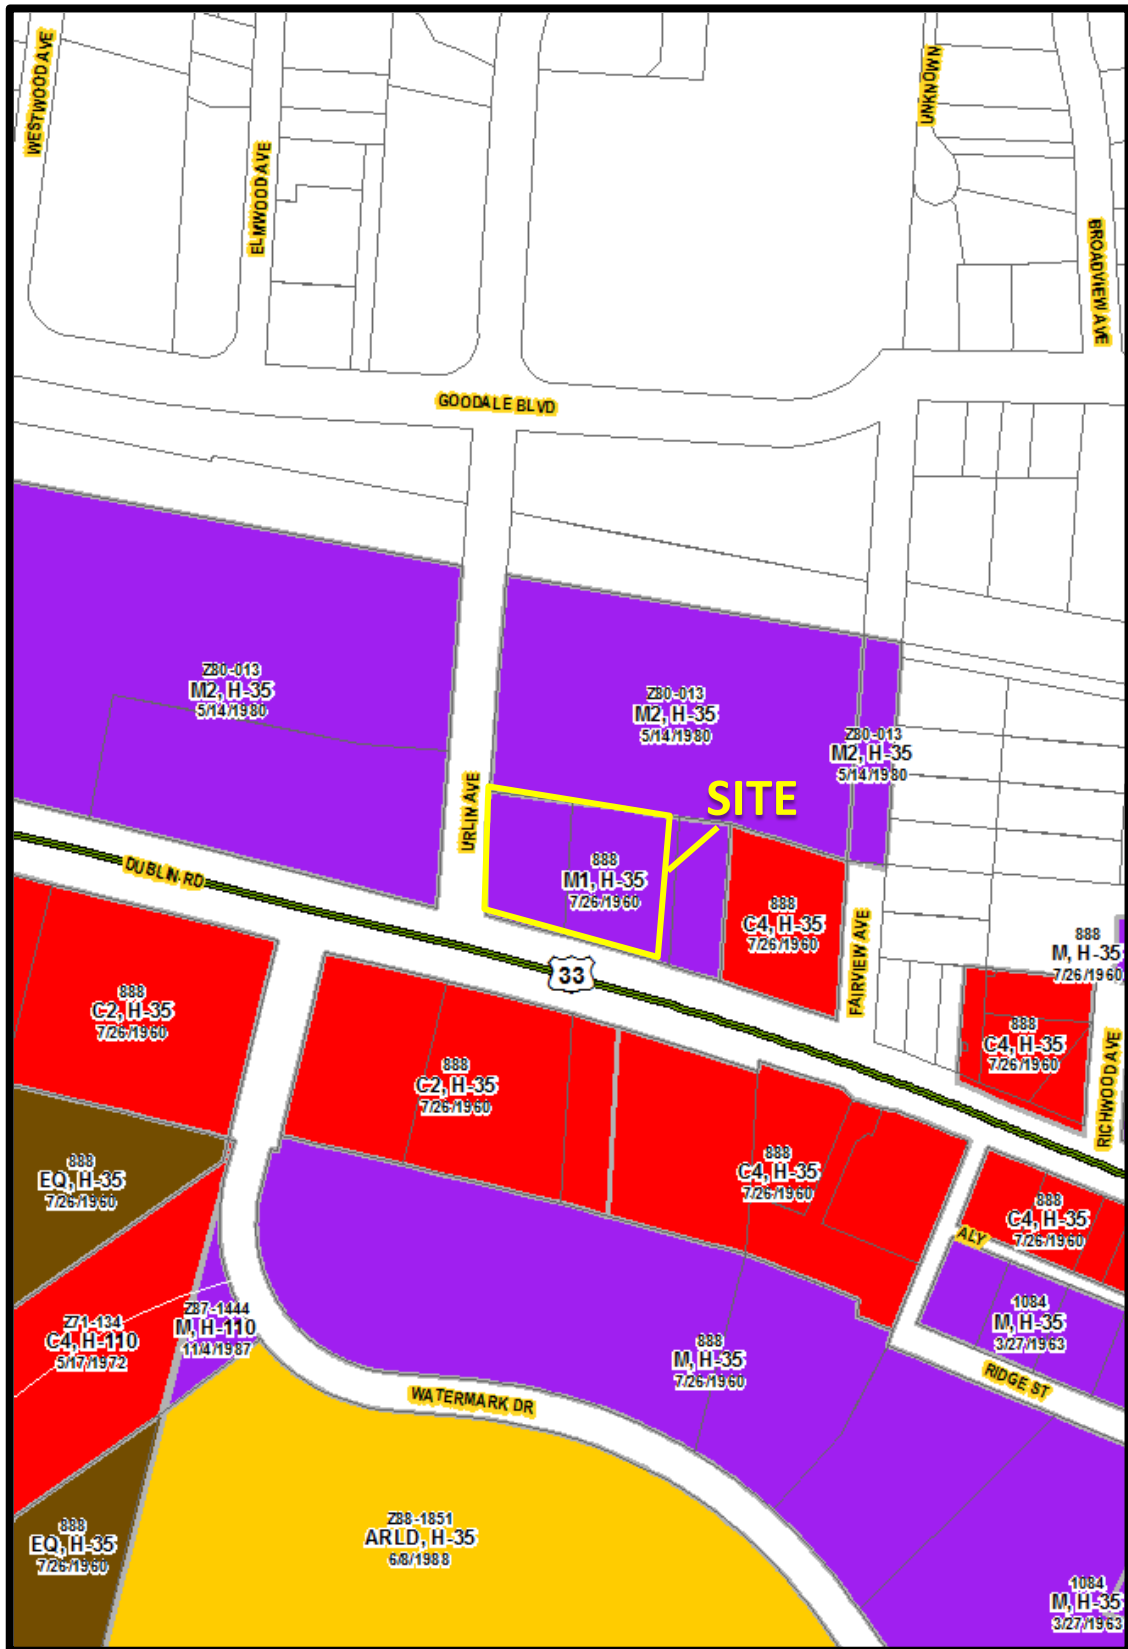 WESTWOOD AVE
ELMWOOD AVE
UNKNOWN
BROADVIEW AVE
GOODALE BLVD
Z80-013
M2, H-35
5/14/1980
Z80-013
M2, H-35
5/14/1980
Z80-013
M2, H-35
5/14/1980
URLIN AVE
SITE
DUBLIN RD
888
M1, H-35
7/26/1960
888
C4, H-35
7/26/1960
FAIRVIEW AVE
888
M, H-35
7/26/1960
33
888
C2, H-35
7/26/1960
888
C4, H-35
7/26/1960
RICHWOOD AVE
888
C2, H-35
7/26/1960
888
EQ, H-35
7/26/1960
888
C4, H-35
7/26/1960
888
C4, H-35
7/26/1960
ALY
Z71-134
C4, H-110
5/17/1972
Z87-1444
M, H-110
11/4/1987
1084
M, H-35
3/27/1963
888
M, H-35
7/26/1960
RIDGE ST
WATERMARK DR
888
EQ, H-35
7/26/1960
Z88-1851
ARLD, H-35
6/8/1988
1084
M, H-35
3/27/1963